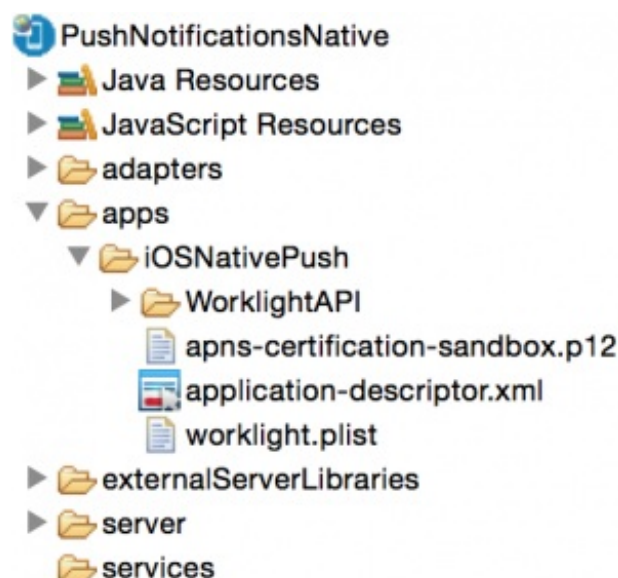 PushNotificationsNative
Java Resources
JavaScript Resources
adapters
apps
iOSNativePush
WorklightAPI
apns-certification-sandbox.p12
application-descriptor.xml
worklight.plist
externalServerLibraries
server
services